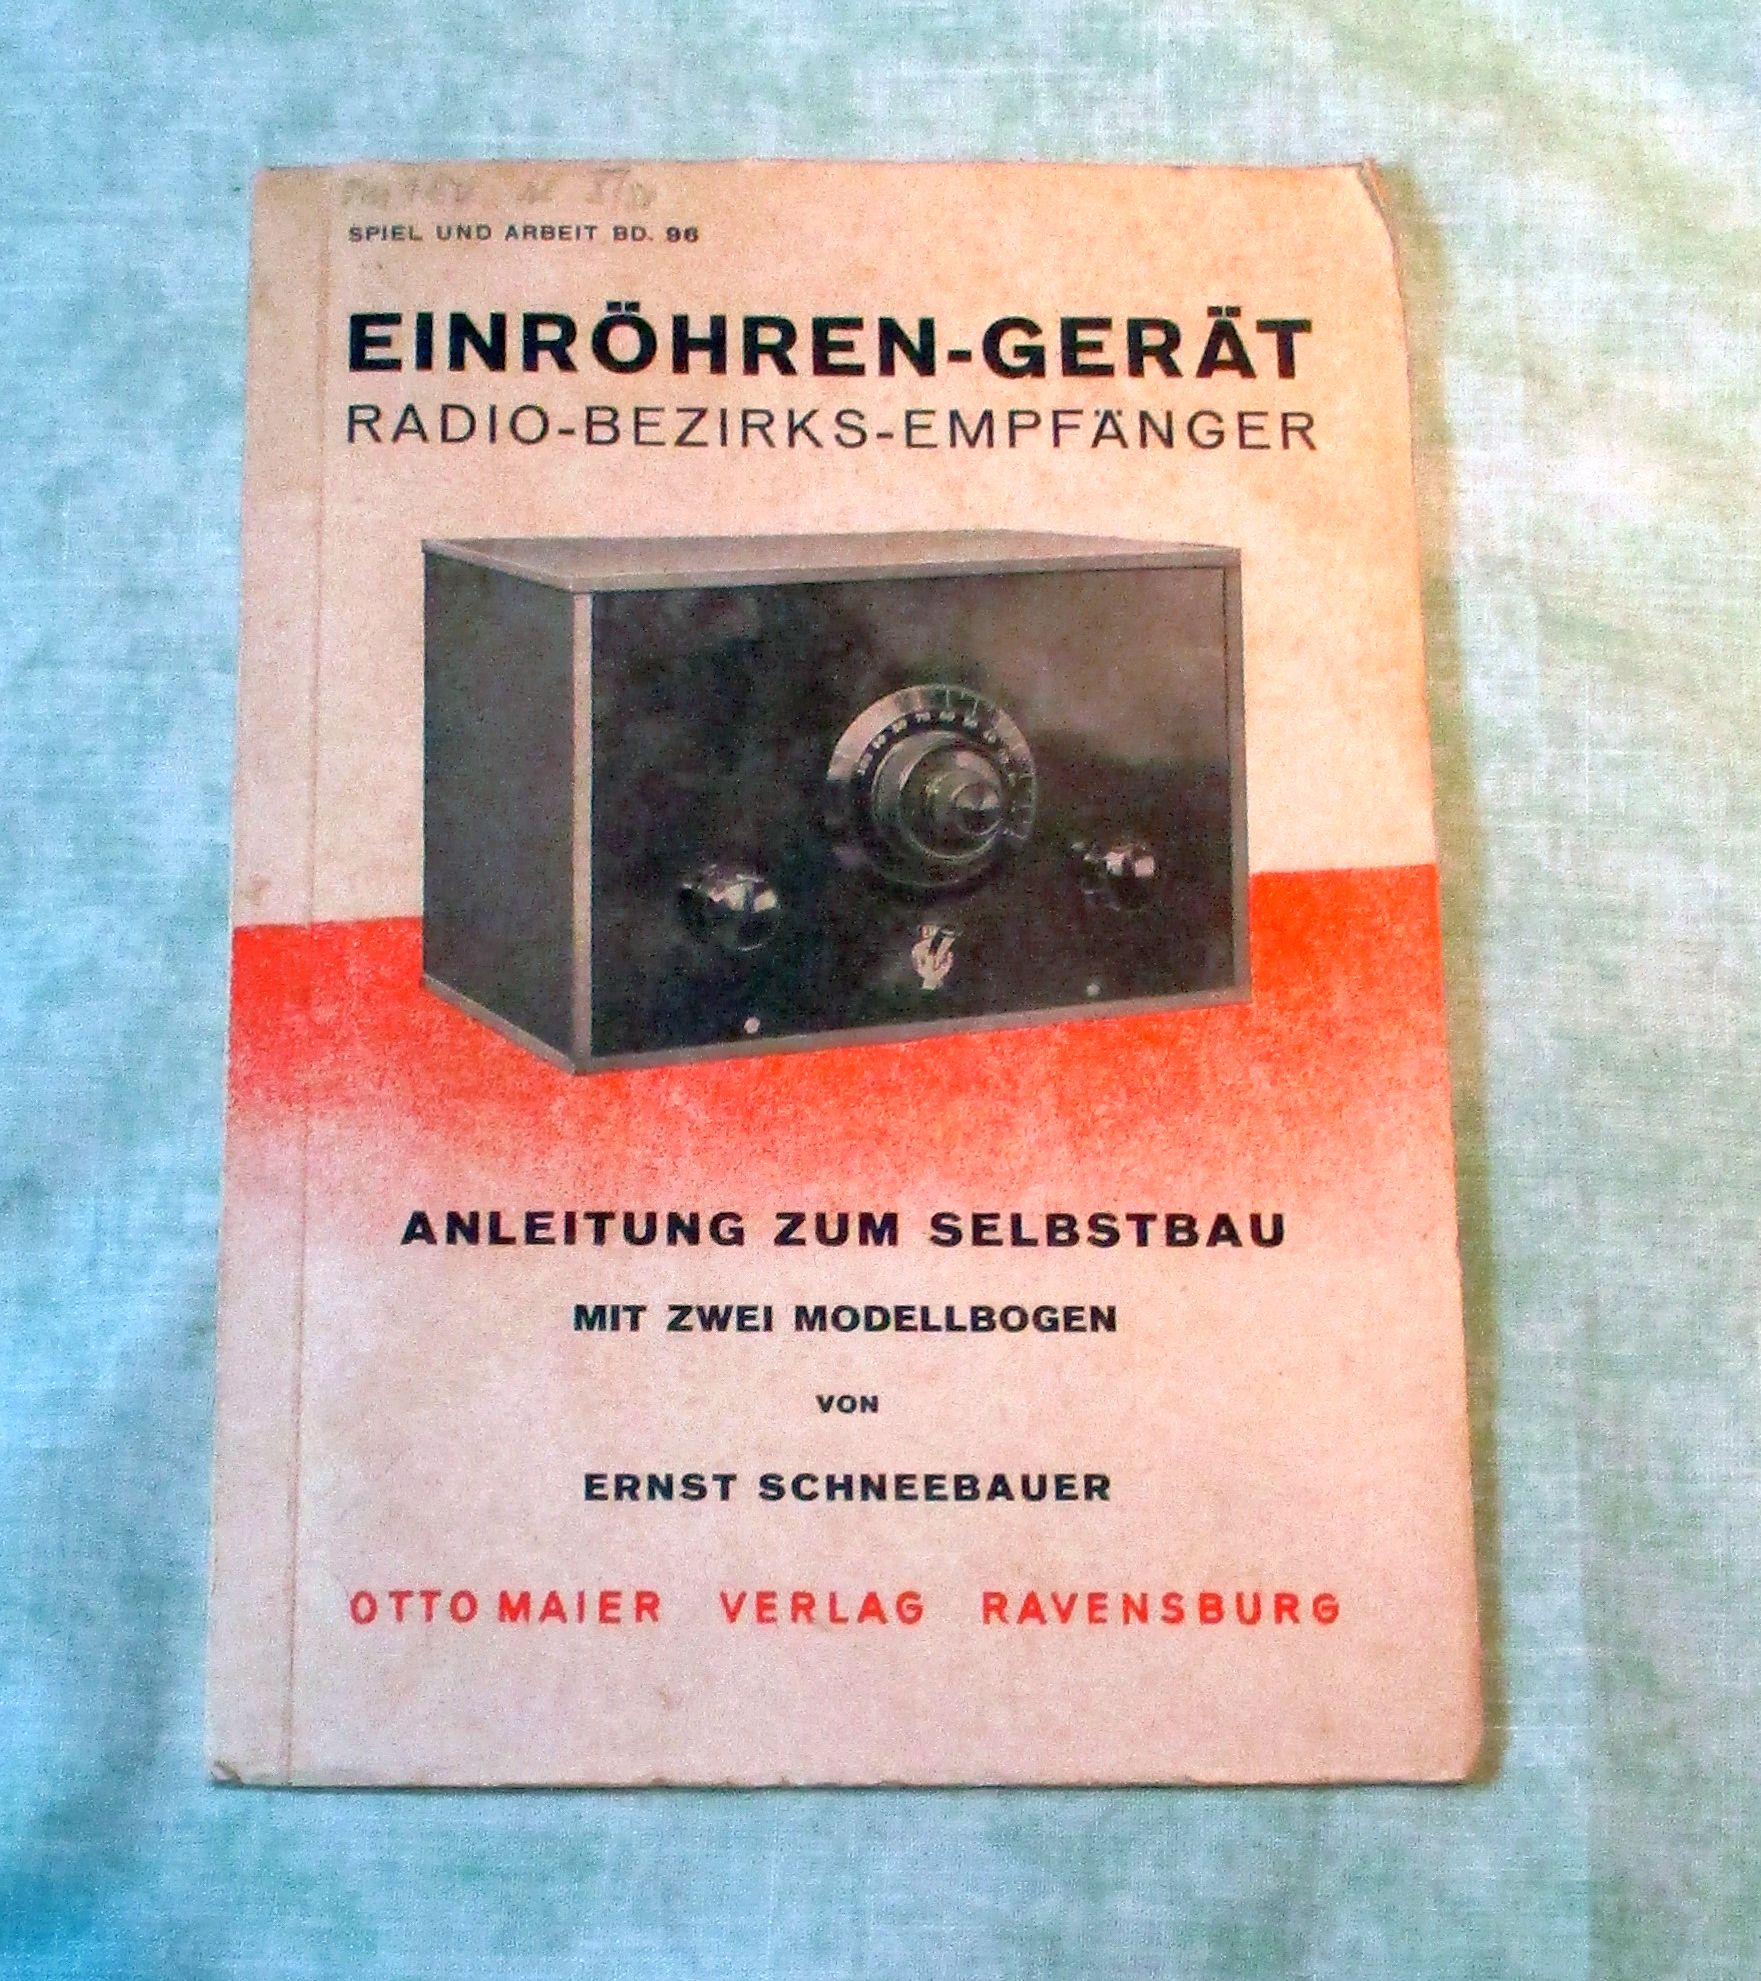 SPIEL UND ARBEIT BD. 96
EINRÖHREN-GERÄT
RADIO-BEZIRKS-EMPFÄNGER
ANLEITUNG ZUM SELBSTBAU
MIT ZWEI MODELLBOGEN
VON
ERNST SCHNEEBAUER
OTTO MAIER VERLAG RAVENSBURG